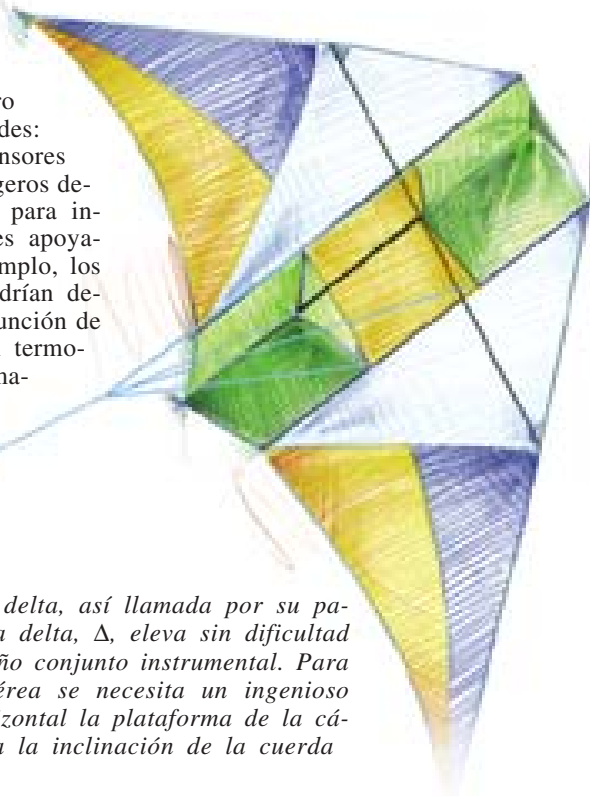 ro
des:
nsores
geros de-
para in-
es apoya-
mplo, los
drían de-
unción de
termo-
na-
delta, así llamada por su pa-
a delta, Δ, eleva sin dificultad
ño conjunto instrumental. Para
érea se necesita un ingenioso
izontal la plataforma de la cá-
a la inclinación de la cuerda